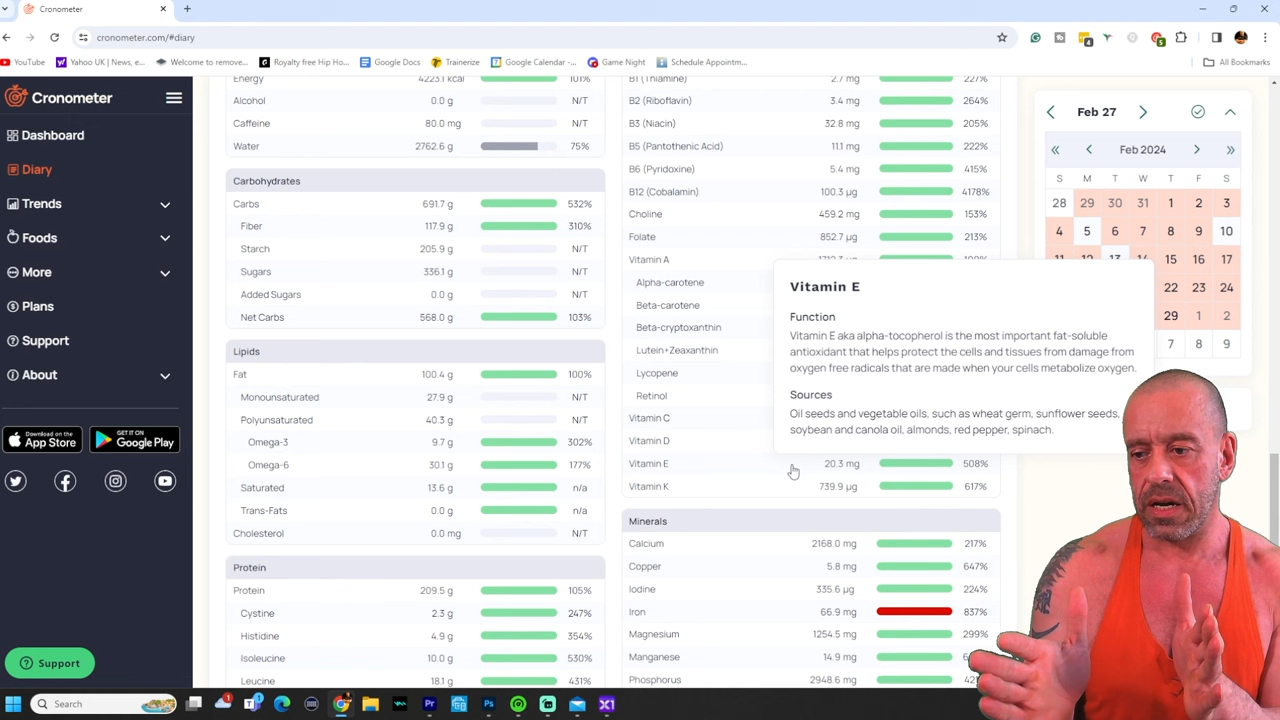 Cronometer
cronometer.com/#diary
YouTube
Yahoo UK | News, e...
Welcome to remove...
Royalty free Hip Ho...
Google Docs
Trainerize
Google Calendar -...
Game Night
Schedule Appointm...
All Bookmarks
Cronometer
Dashboard
Diary
Trends
Foods
More
Plans
Support
About
Download on the App Store
GET IT ON Google Play
Support
Energy 4223.1 kcal 101%
Alcohol 0.0 g N/T
Caffeine 80.0 mg N/T
Water 2762.6 g 75%
Carbohydrates
Carbs 691.7 g 532%
Fiber 117.9 g 310%
Starch 205.9 g N/T
Sugars 336.1 g N/T
Added Sugars 0.0 g N/T
Net Carbs 568.0 g 103%
Lipids
Fat 100.4 g 100%
Monounsaturated 27.9 g N/T
Polyunsaturated 40.3 g N/T
Omega-3 9.7 g 302%
Omega-6 30.1 g 177%
Saturated 13.6 g n/a
Trans-Fats 0.0 g n/a
Cholesterol 0.0 mg N/T
Protein
Protein 209.5 g 105%
Cystine 2.3 g 247%
Histidine 4.9 g 354%
Isoleucine 10.0 g 530%
Leucine 18.1 g 431%
B1 (Thiamine) 2.7 mg 227%
B2 (Riboflavin) 3.4 mg 264%
B3 (Niacin) 32.8 mg 205%
B5 (Pantothenic Acid) 11.1 mg 222%
B6 (Pyridoxine) 5.4 mg 415%
B12 (Cobalamin) 100.3 µg 4178%
Choline 459.2 mg 153%
Folate 852.7 µg 213%
Vitamin A
Alpha-carotene
Beta-carotene
Beta-cryptoxanthin
Lutein+Zeaxanthin
Lycopene
Retinol
Vitamin C
Vitamin D
Vitamin E 20.3 mg 508%
Vitamin K 739.9 µg 617%
Minerals
Calcium 2168.0 mg 217%
Copper 5.8 mg 647%
Iodine 335.6 µg 224%
Iron 66.9 mg 837%
Magnesium 1254.5 mg 299%
Manganese 14.9 mg
Phosphorus 2948.6 mg
Vitamin E
Function
Vitamin E aka alpha-tocopherol is the most important fat-soluble
antioxidant that helps protect the cells and tissues from damage from
oxygen free radicals that are made when your cells metabolize oxygen.
Sources
Oil seeds and vegetable oils, such as wheat germ, sunflower seeds,
soybean and canola oil, almonds, red pepper, spinach.
Feb 27
Feb 2024
S M T W T F S
28 29 30 31 1 2 3
4 5 6 7 8 9 10
15 16 17
22 23 24
29 1 2
7 8 9
Search